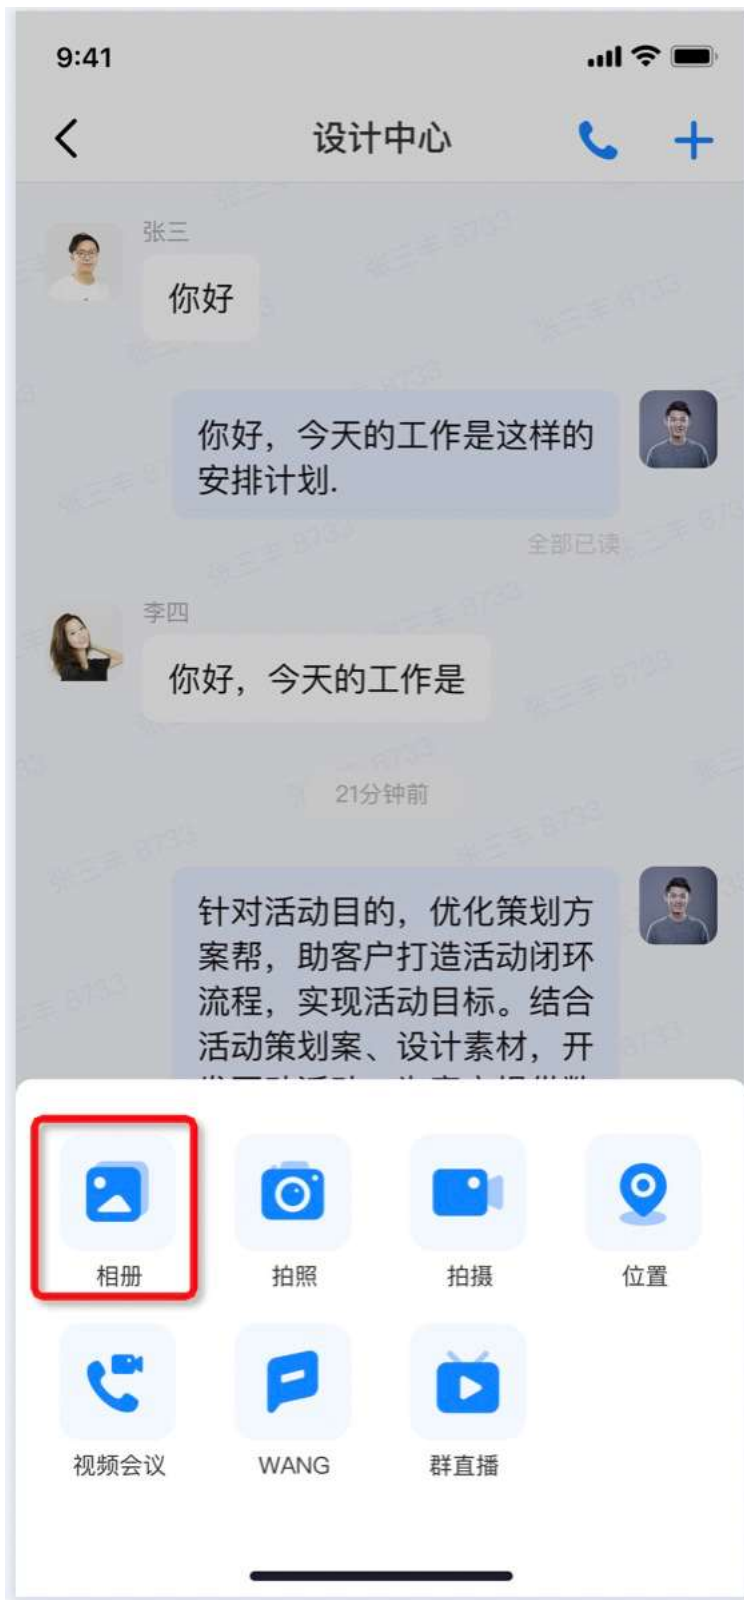 9:41
设计中心
张三
你好
你好，今天的工作是这样的
安排计划.
全部已读
李四
你好，今天的工作是
21分钟前
针对活动目的，优化策划方
案帮，助客户打造活动闭环
流程，实现活动目标。结合
活动策划案、设计素材，开
相册
拍照
拍摄
位置
视频会议
WANG
群直播
张三丰 8733